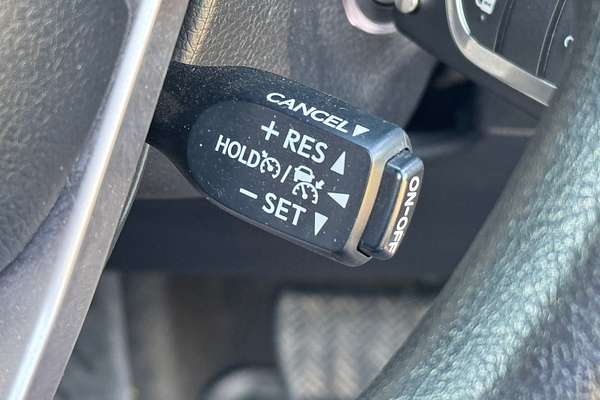 CANCEL
+ RES
HOLD /
- SET
ON-OFF